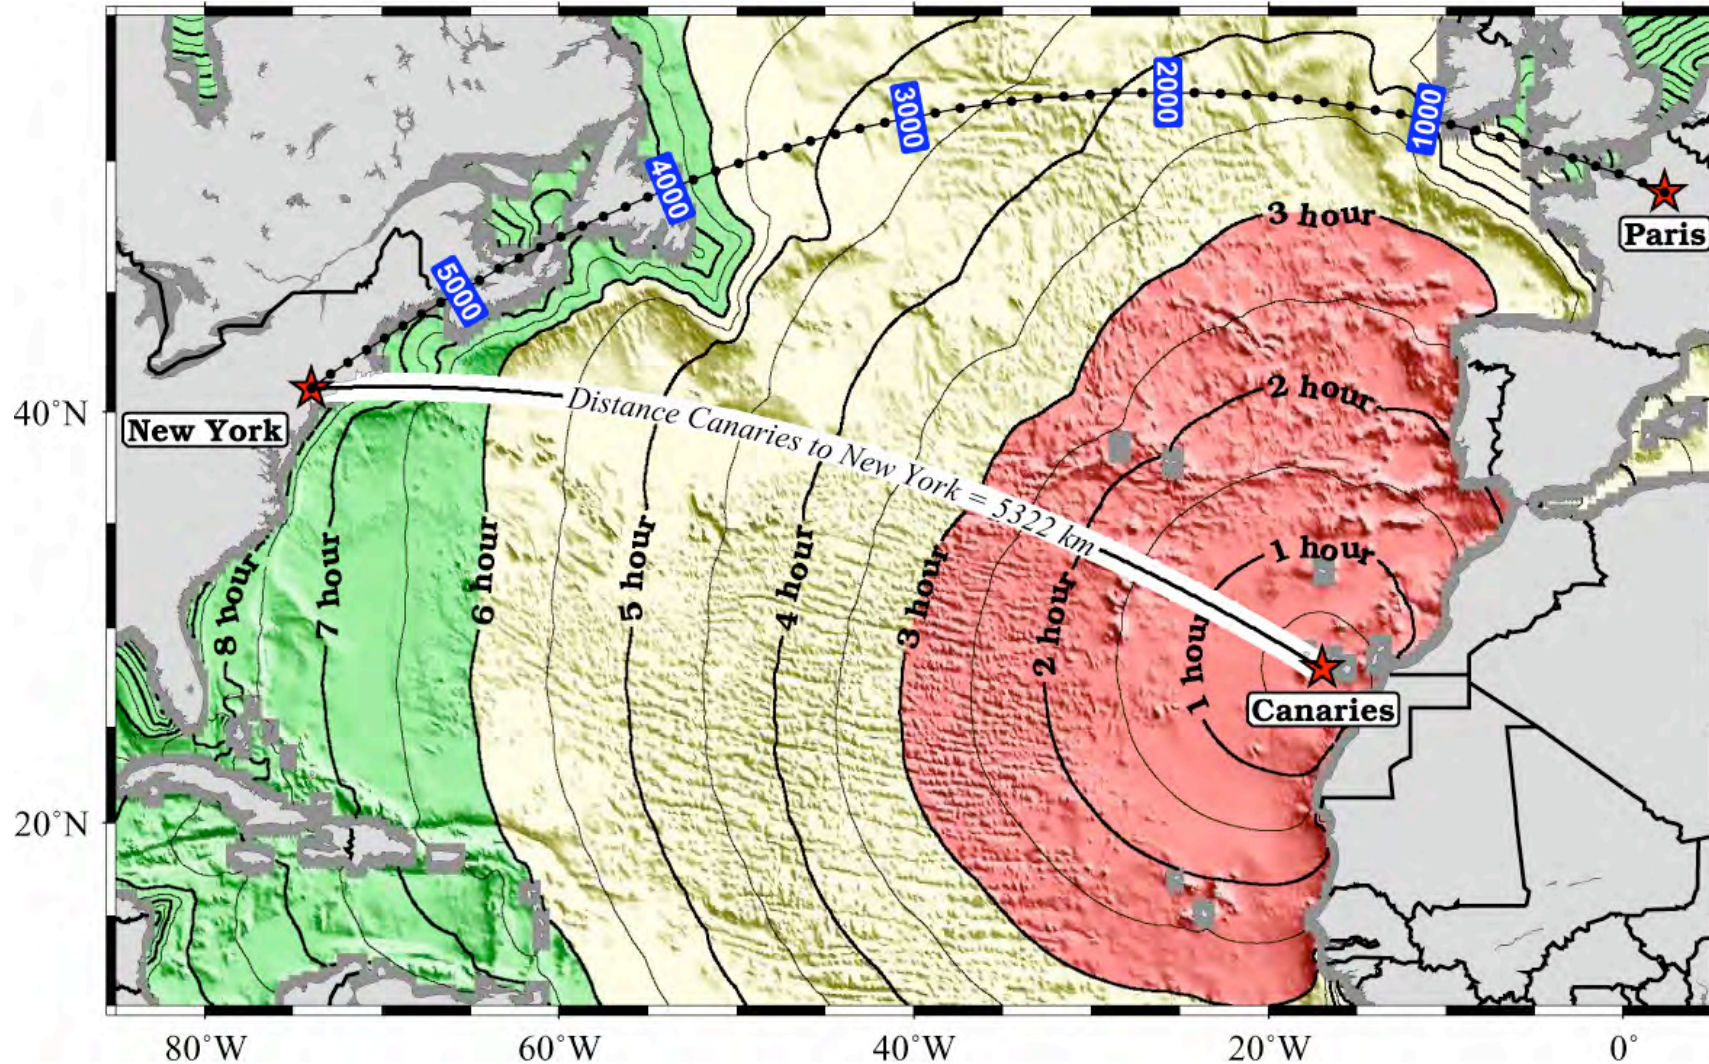 2000
3000
1000
4000
Paris
3 hour
5000
2 hour
40°N
New York
Distance Canaries to New York = 5322 km
1 hour
8 hour
7 hour
6 hour
5 hour
4 hour
3 hour
2 hour
1 hour
Canaries
20°N
80°W
60°W
40°W
20°W
0°